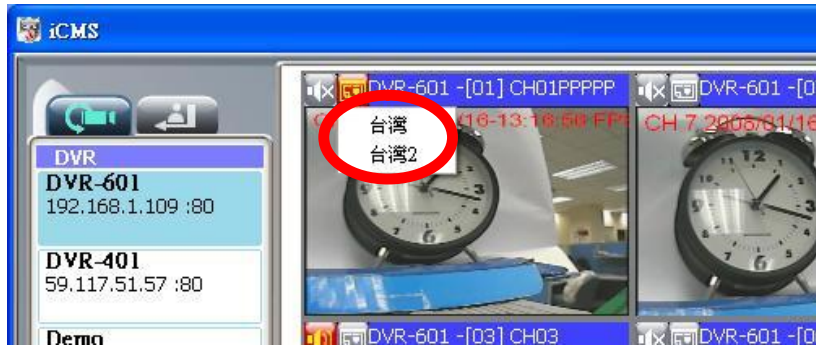 iCMS
DVR
DVR-601
192.168.1.109 :80
DVR-401
59.117.51.57 :80
Demo
DVR-601 -[01] CH01PPPPP
DVR-601 -[0
台灣
台灣2
/16-13:16:50 FPS
CH 7 2006/01/16
DVR-601 -[03] CH03
DVR-601 -[0